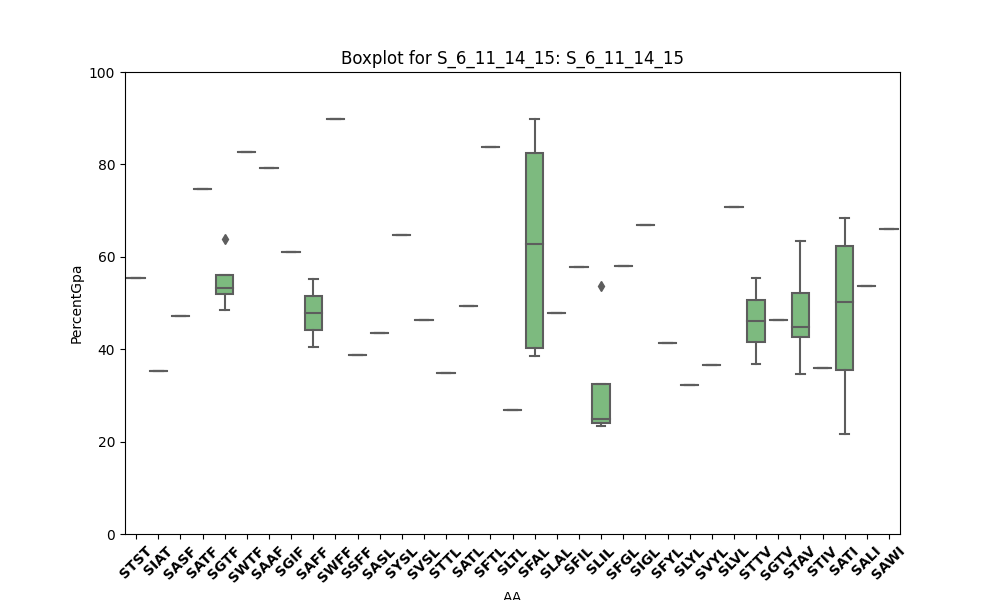 Boxplot for S_6_11_14_15: S_6_11_14_15
100
80
60
40
20
0
PercentGpa
STST SIAT SASF SATF SGTF SWTF SAAF SGIF SAFF SWFF SSFF SASL SYSL SVSL STTL SATL SFTL SLTL SFAL SLAL SFIL SLIL SFGL SIGL SFYL SLYL SVYL SLVL STTV SGTV STAV STIV SATI SALI SAWI
AA